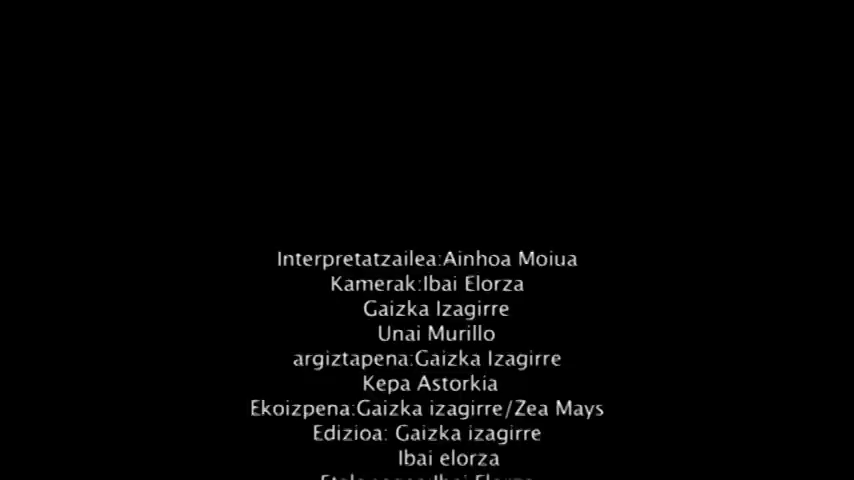 Interpretatzailea:Ainhoa Moiua
Kamerak:Ibai Elorza
Gaizka Izagirre
Unai Murillo
argiztapena:Gaizka Izagirre
Kepa Astorkia
Ekoizpena:Gaizka izagirre/Zea Mays
Edizioa: Gaizka izagirre
Ibai elorza
Elorza